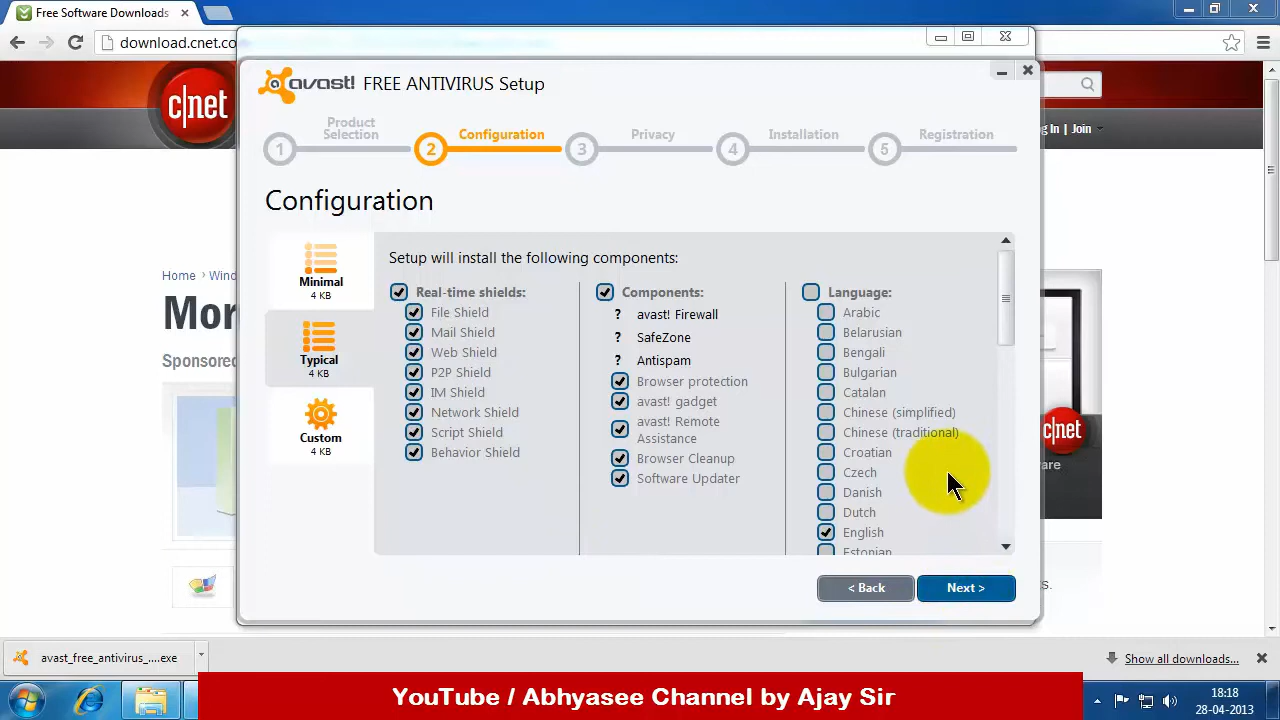 Free Software Downloads
download.cnet.co
c|net
g In | Join
avast! FREE ANTIVIRUS Setup
1 Product Selection
2 Configuration
3 Privacy
4 Installation
5 Registration
Configuration
Home › Wind
Mor
Sponsored
Minimal
4 KB
Typical
4 KB
Custom
4 KB
Setup will install the following components:
Real-time shields:
File Shield
Mail Shield
Web Shield
P2P Shield
IM Shield
Network Shield
Script Shield
Behavior Shield
Components:
? avast! Firewall
? SafeZone
? Antispam
Browser protection
avast! gadget
avast! Remote
Assistance
Browser Cleanup
Software Updater
Language:
Arabic
Belarusian
Bengali
Bulgarian
Catalan
Chinese (simplified)
Chinese (traditional)
Croatian
Czech
Danish
Dutch
English
Estonian
c|net
ware
< Back
Next >
s.
avast_free_antivirus_....exe
Show all downloads...
YouTube / Abhyasee Channel by Ajay Sir
18:18
28-04-2013